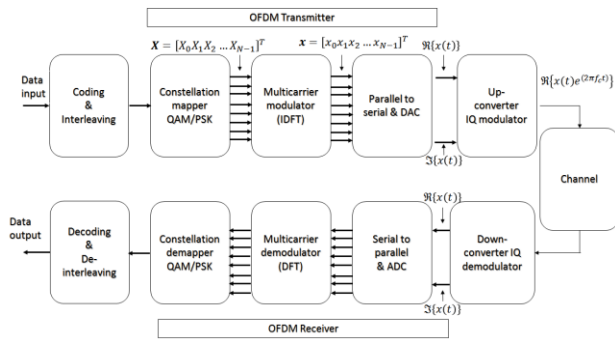 OFDM Transmitter
X = [X₀X₁X₂ …X_{N−1}]ᵀ
x = [x₀x₁x₂ …x_{N−1}]ᵀ
ℜ{x(t)}
Data
input
Coding
&
Interleaving
Constellation
mapper
QAM/PSK
Multicarrier
modulator
(IDFT)
Parallel to
serial & DAC
Up-
converter
IQ modulator
ℜ{x(t)e^{(2πf_ct)}
ℑ{x(t)}
Channel
Data
output
Decoding
&
De-
interleaving
Constellation
demapper
QAM/PSK
Multicarrier
demodulator
(DFT)
Serial to
parallel
& ADC
ℜ{x(t)}
Down-
converter IQ
demodulator
ℑ{x(t)}
OFDM Receiver